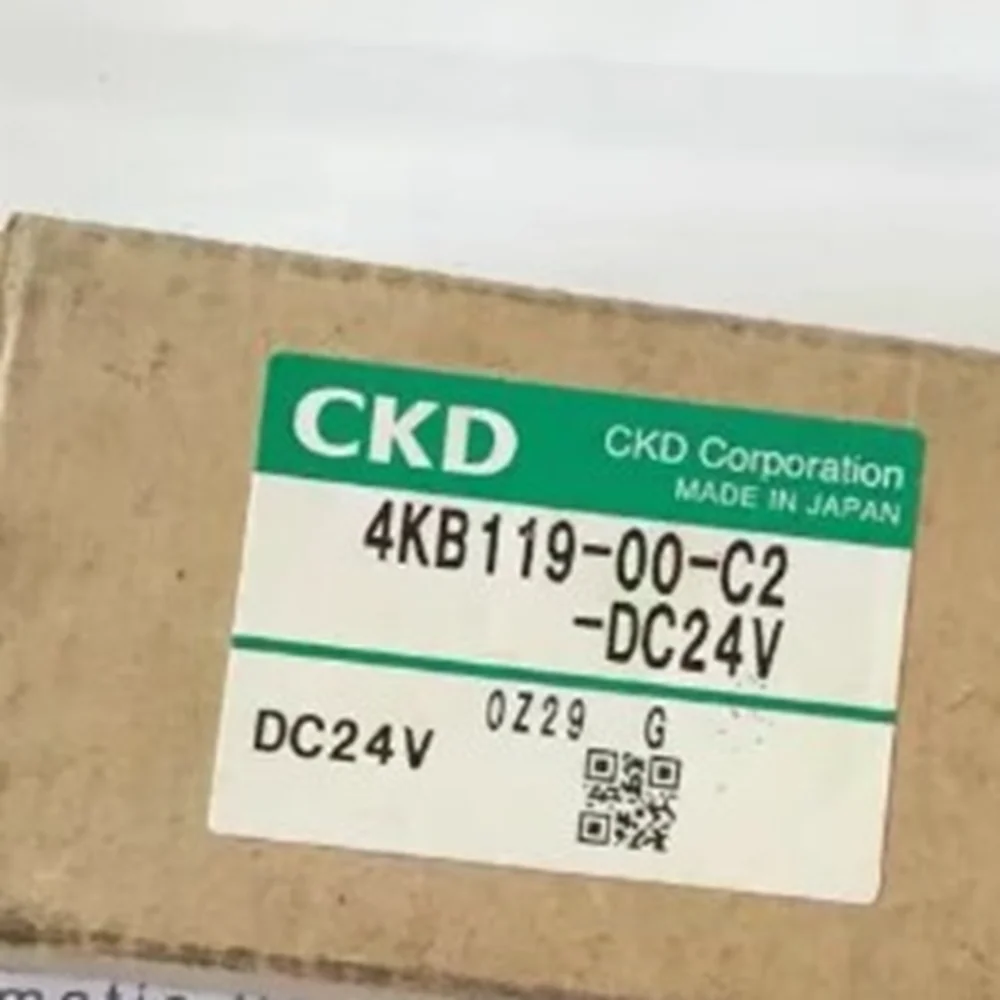 CKD
CKD Corporation
MADE IN JAPAN
4KB119-00-C2
-DC24V
0Z29 G
DC24V